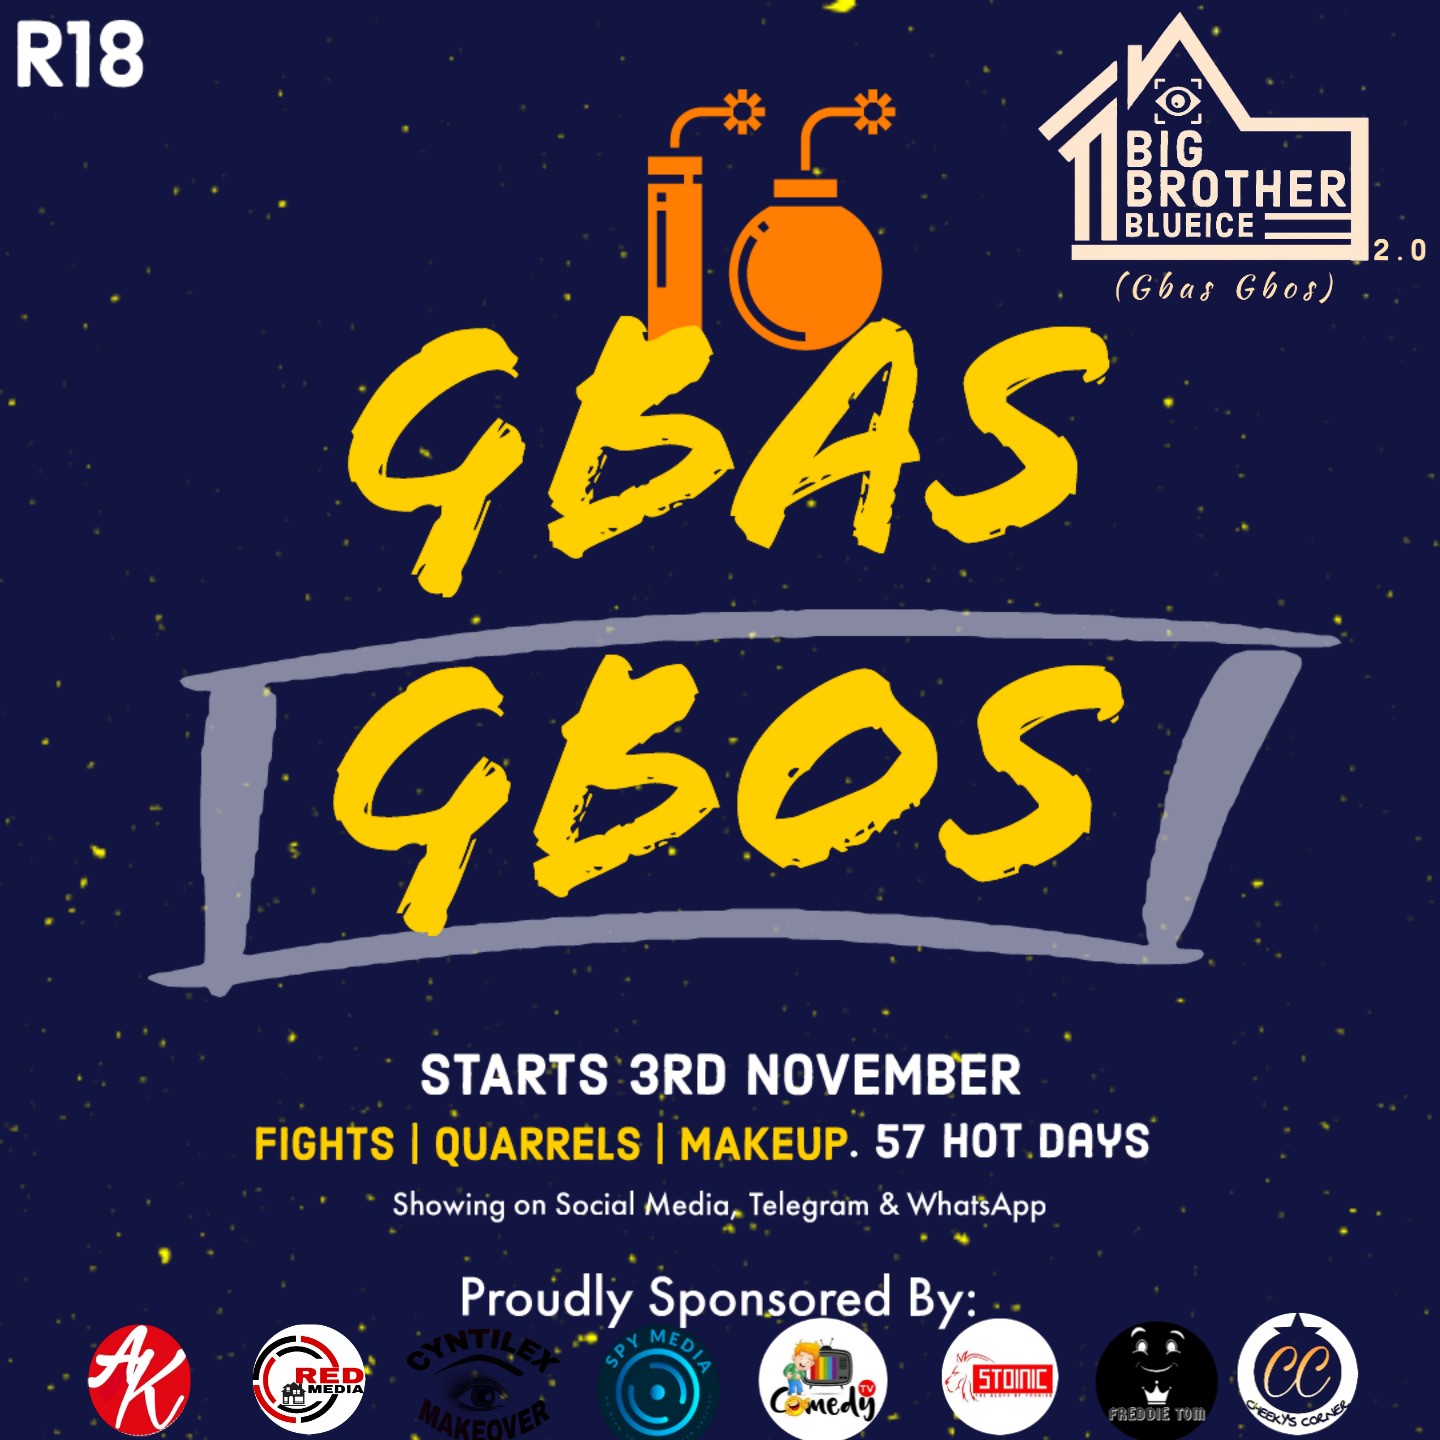 R18
BIG
BROTHER
BLUEICE
2.0
(Gbas Gbos)
GBAS
GBOS
STARTS 3RD NOVEMBER
FIGHTS | QUARRELS | MAKEUP. 57 HOT DAYS
Showing on Social Media, Telegram & WhatsApp
Proudly Sponsored By:
AK
RED
MEDIA
CYNTILEX
MAKEOVER
SPY MEDIA
Comedy TV
STOINIC
FREDDIE TOM
CC
CHEEKY'S CORNER